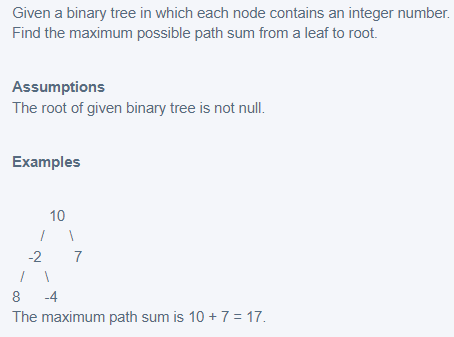 Given a binary tree in which each node contains an integer number.
Find the maximum possible path sum from a leaf to root.
Assumptions
The root of given binary tree is not null.
Examples
10
/ \
-2 7
/ \
8 -4
The maximum path sum is 10 + 7 = 17.